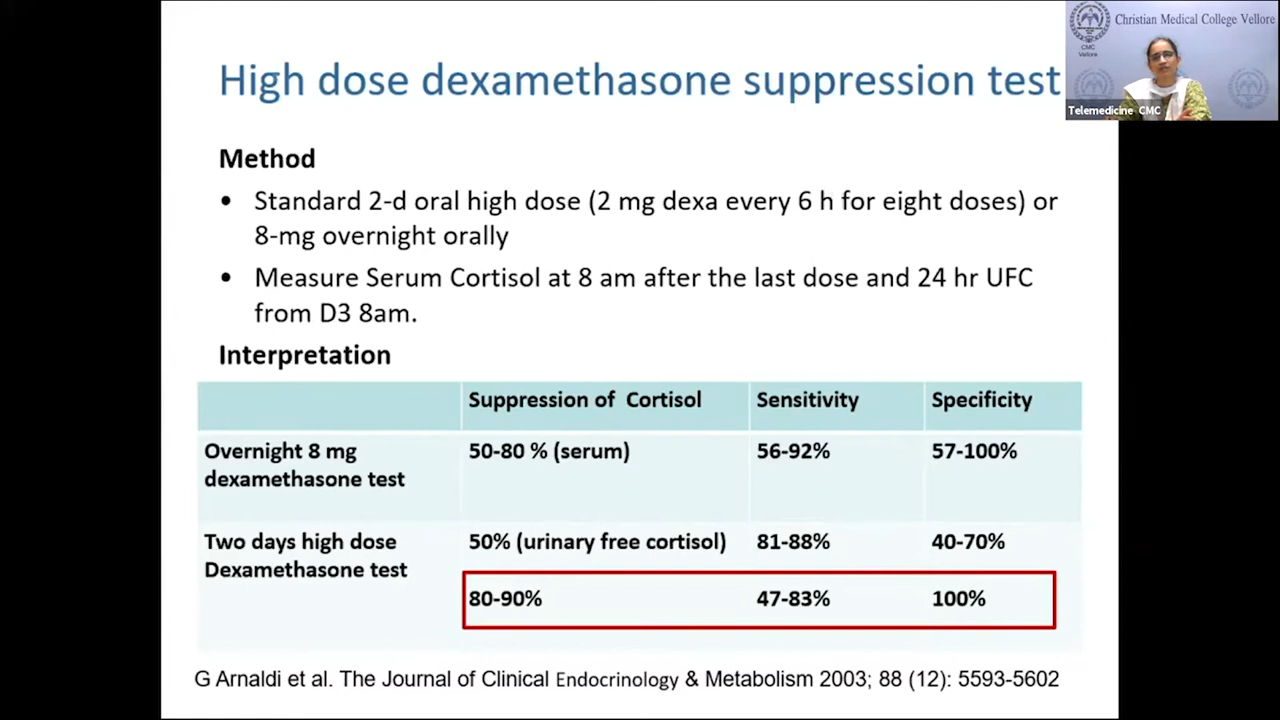 Christian Medical College Vellore
CMC
Vellore
Telemedicine CMC
High dose dexamethasone suppression test
Method
• Standard 2-d oral high dose (2 mg dexa every 6 h for eight doses) or
8-mg overnight orally
• Measure Serum Cortisol at 8 am after the last dose and 24 hr UFC
from D3 8am.
Interpretation
Suppression of Cortisol Sensitivity Specificity
Overnight 8 mg 50-80 % (serum) 56-92% 57-100%
dexamethasone test
Two days high dose 50% (urinary free cortisol) 81-88% 40-70%
Dexamethasone test
80-90% 47-83% 100%
G Arnaldi et al. The Journal of Clinical Endocrinology & Metabolism 2003; 88 (12): 5593-5602